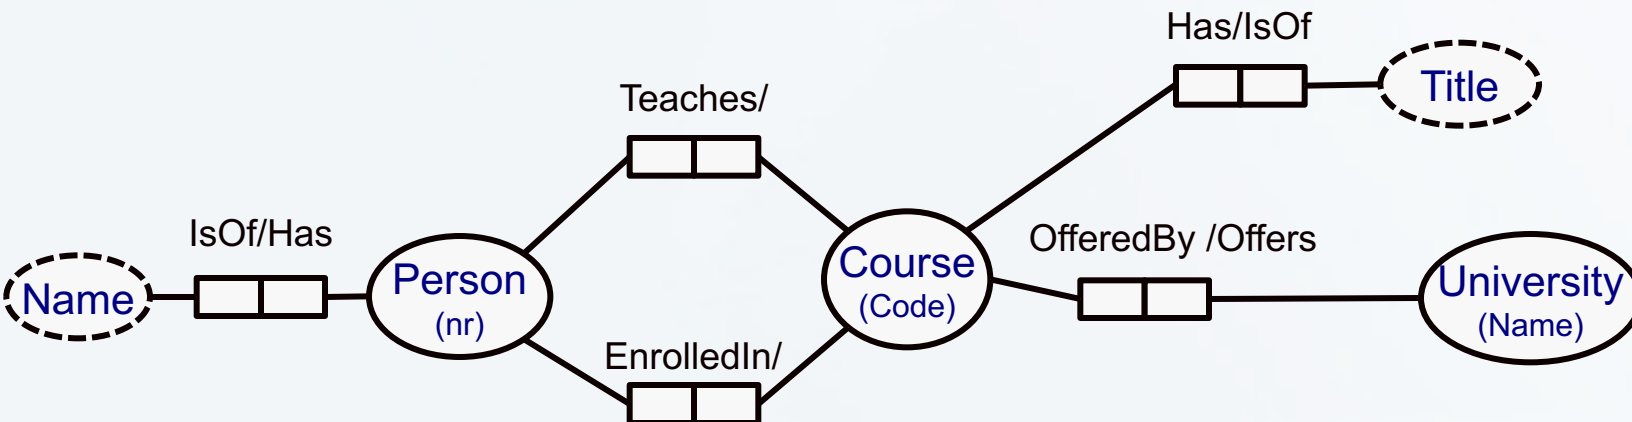 Has/IsOf
Title
Teaches/
IsOf/Has
OfferedBy /Offers
Name
Person
(nr)
Course
(Code)
University
(Name)
EnrolledIn/